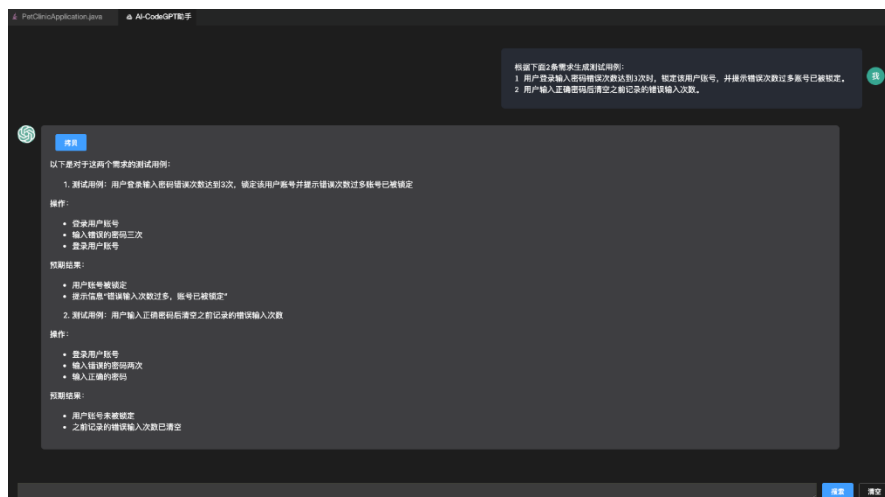 PetClinicApplication.java
AI-CodeGPT助手
根据下面2条需求生成测试用例:
1 用户登录输入密码错误次数达到3次时, 锁定该用户账号, 并提示错误次数过多账号已被锁定。
2 用户输入正确密码后清空之前记录的错误输入次数。
我
拷贝
以下是对于这两个需求的测试用例:
1. 测试用例: 用户登录输入密码错误次数达到3次, 锁定该用户账号并提示错误次数过多账号已被锁定
操作:
• 登录用户账号
• 输入错误的密码三次
• 登录用户账号
预期结果:
• 用户账号被锁定
• 提示信息"错误输入次数过多, 账号已被锁定"
2. 测试用例: 用户输入正确密码后清空之前记录的错误输入次数
操作:
• 登录用户账号
• 输入错误的密码两次
• 输入正确的密码
预期结果:
• 用户账号未被锁定
• 之前记录的错误输入次数已清空
搜索
清空